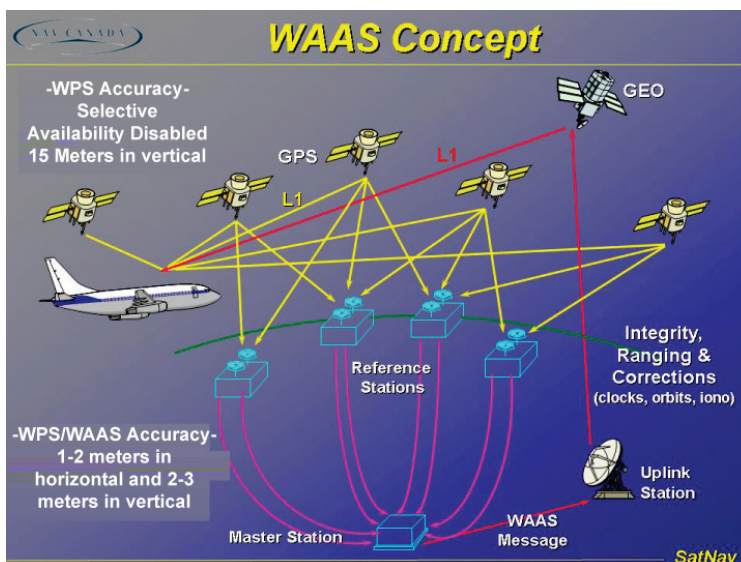 NAV CANADA
WAAS Concept
-WPS Accuracy-
Selective
Availability Disabled
15 Meters in vertical
GEO
GPS
L1
L1
Reference
Stations
Integrity,
Ranging &
Corrections
(clocks, orbits, iono)
-WPS/WAAS Accuracy-
1-2 meters in
horizontal and 2-3
meters in vertical
Uplink
Station
Master Station
WAAS
Message
SatNav